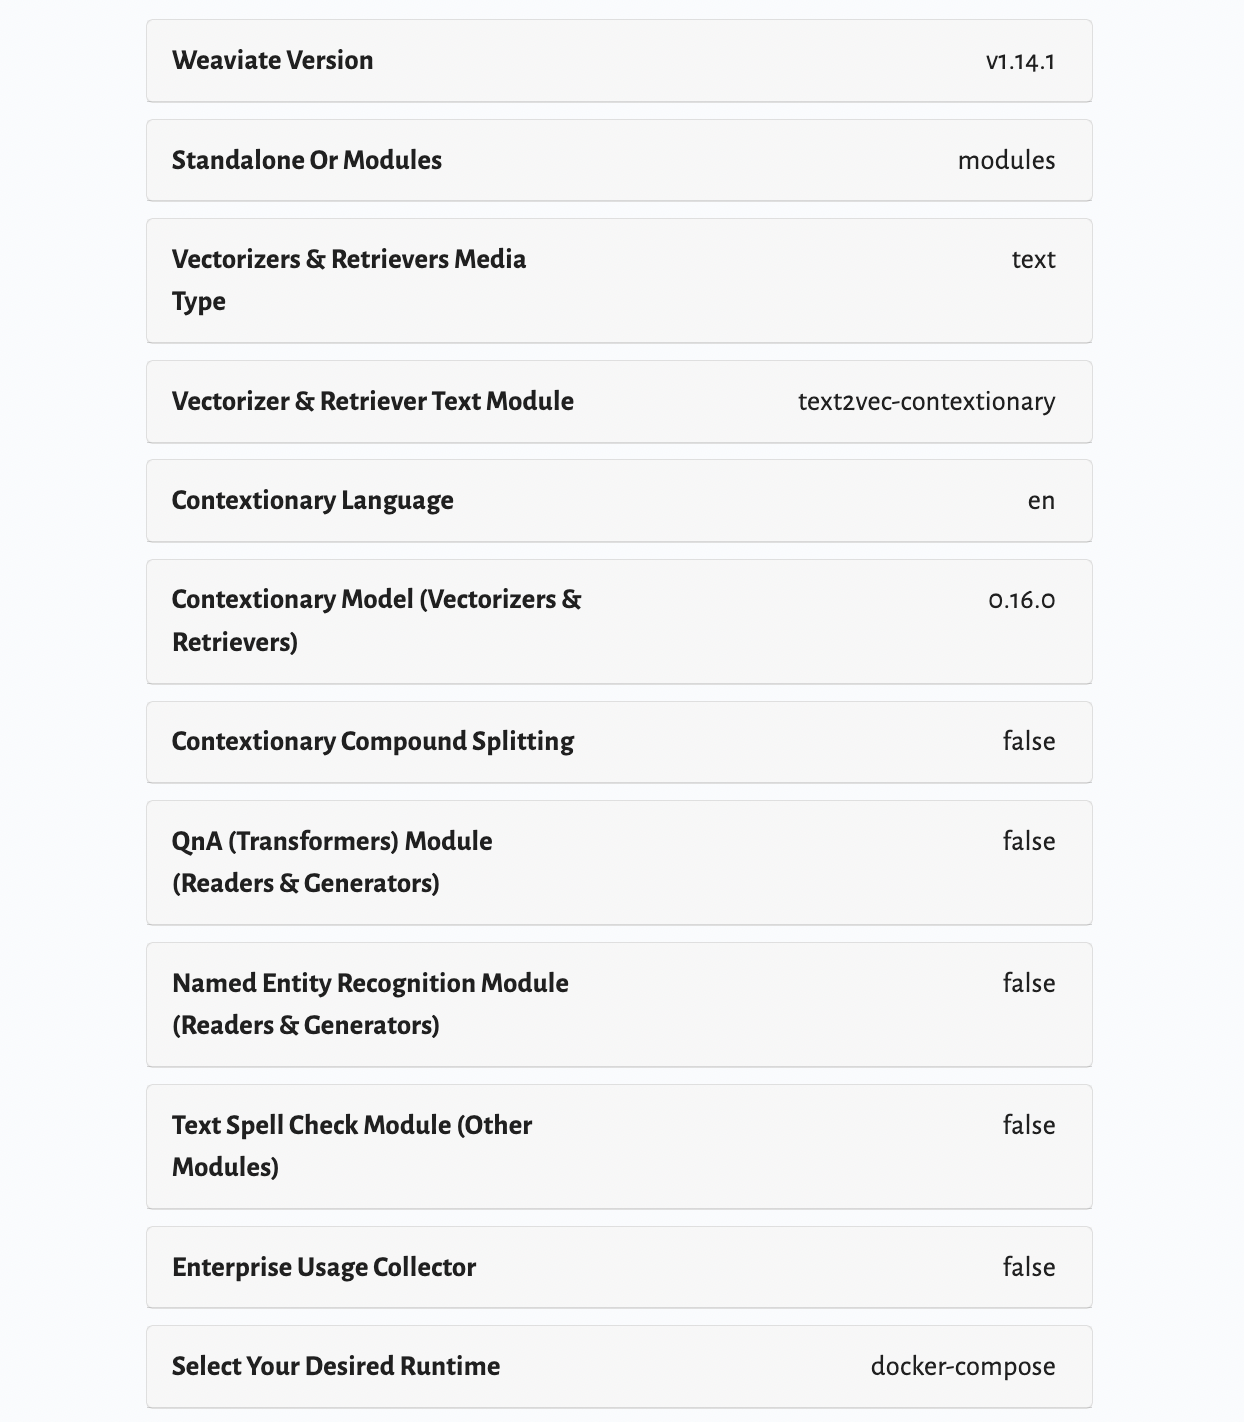 Weaviate Version v1.14.1
Standalone Or Modules modules
Vectorizers & Retrievers Media text
Type
Vectorizer & Retriever Text Module text2vec-contextionary
Contextionary Language en
Contextionary Model (Vectorizers & 0.16.0
Retrievers)
Contextionary Compound Splitting false
QnA (Transformers) Module false
(Readers & Generators)
Named Entity Recognition Module false
(Readers & Generators)
Text Spell Check Module (Other false
Modules)
Enterprise Usage Collector false
Select Your Desired Runtime docker-compose